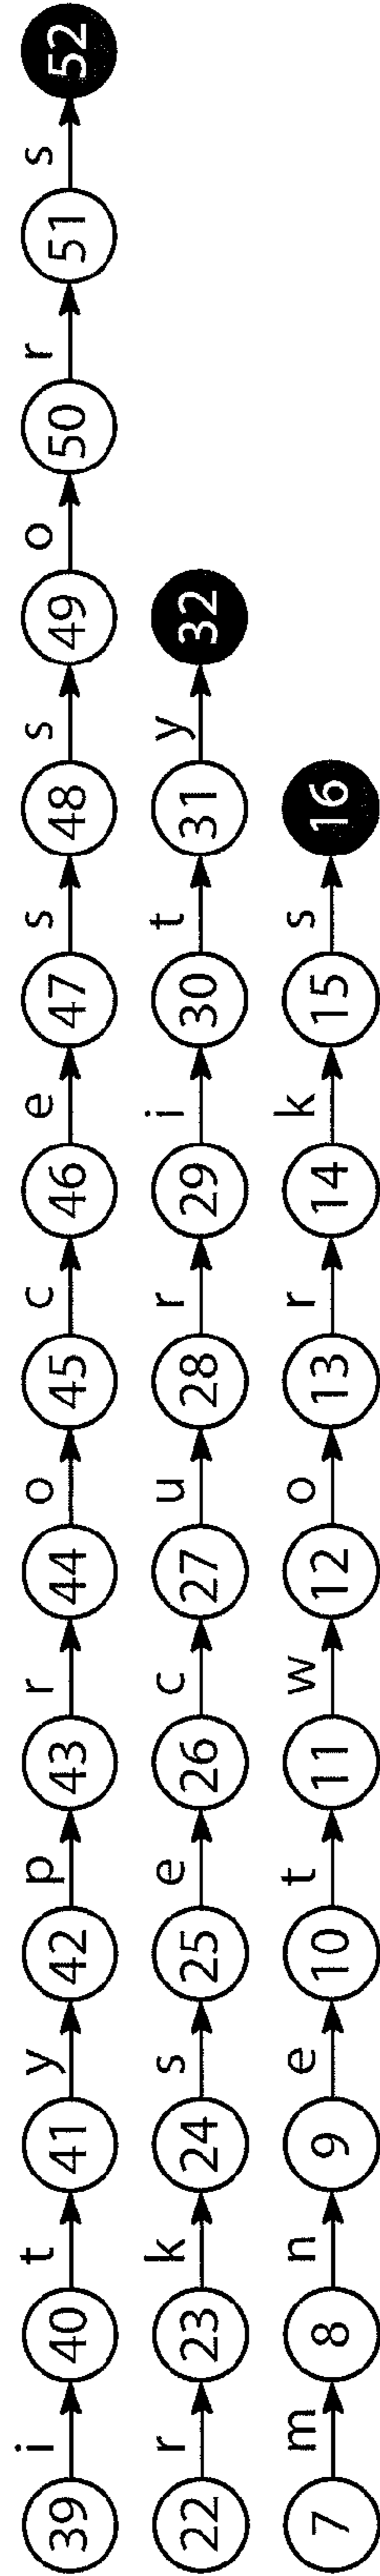 i t y p r o c e s s o r s
39 40 41 42 43 44 45 46 47 48 49 50 51 52
r k s e c u r i t y
22 23 24 25 26 27 28 29 30 31 32
m n e t w o r k s
7 8 9 10 11 12 13 14 15 16